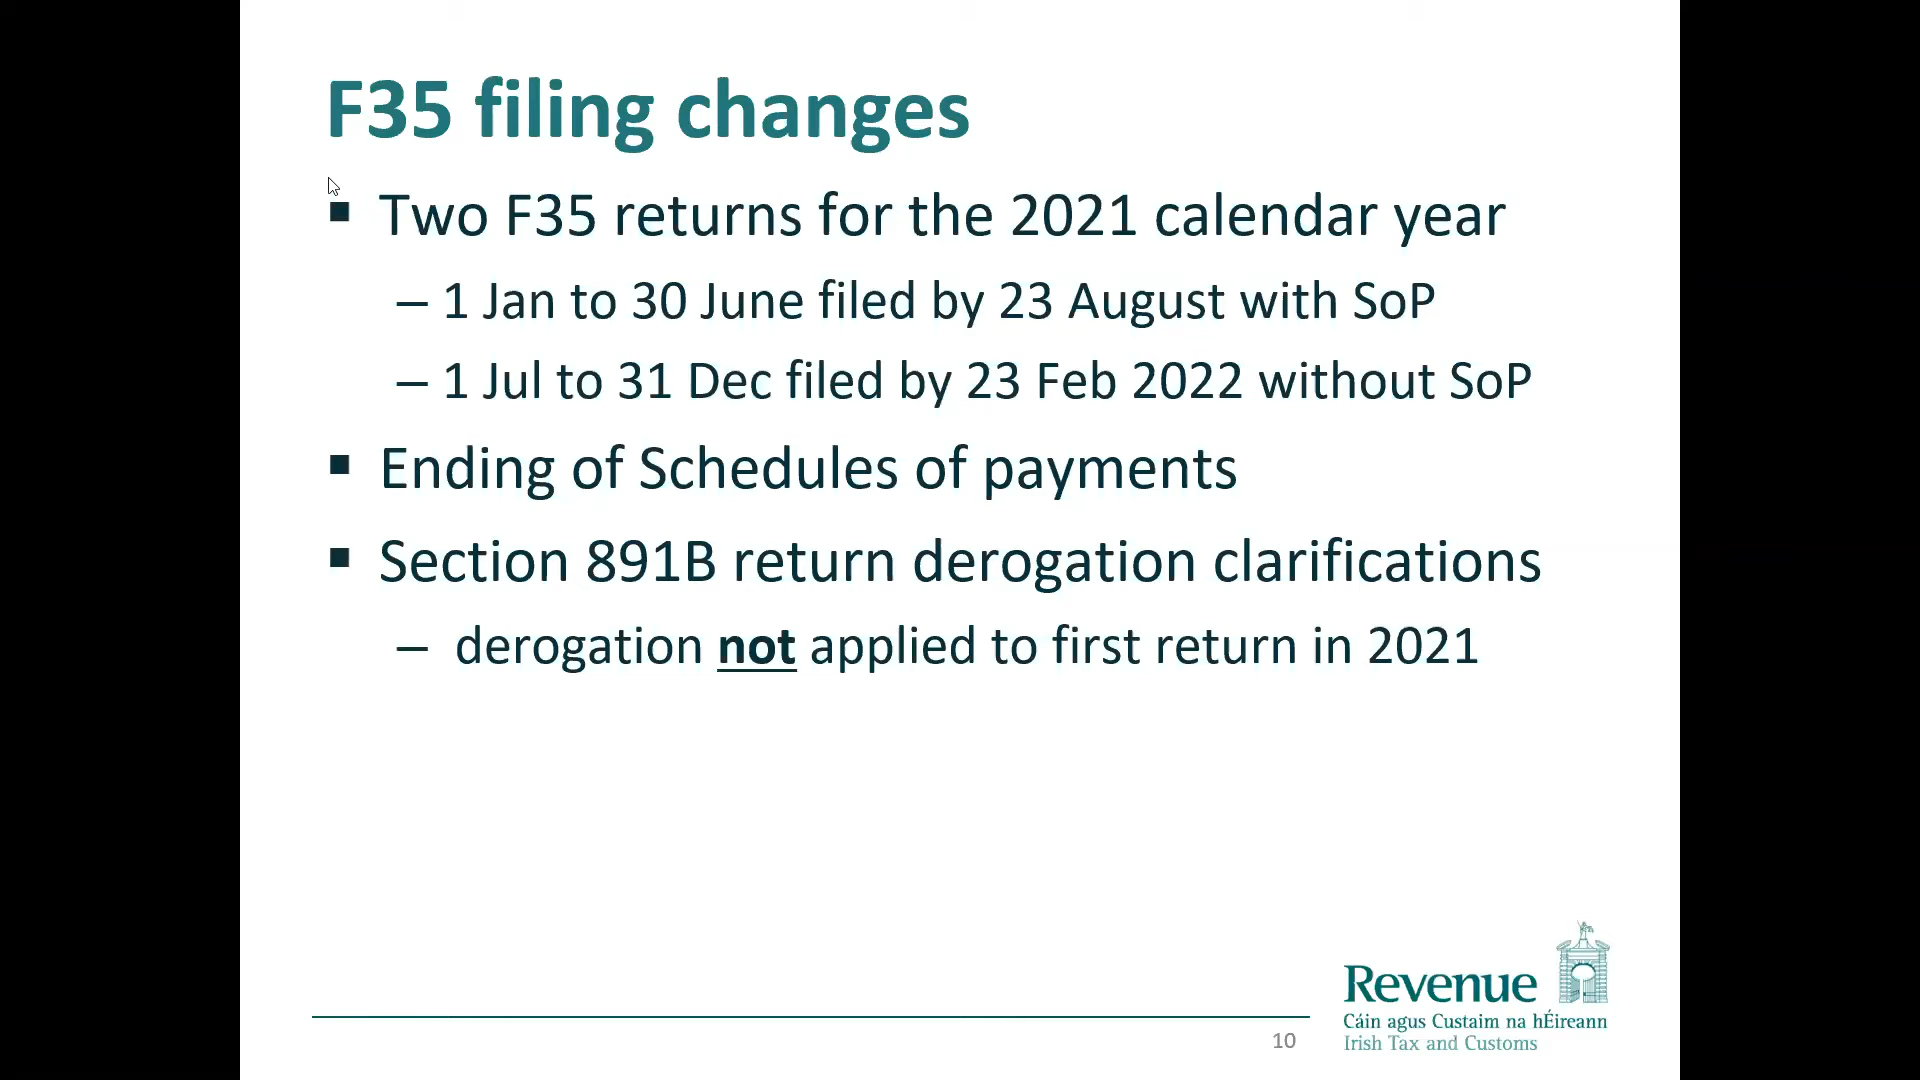 F35 filing changes
▪ Two F35 returns for the 2021 calendar year
– 1 Jan to 30 June filed by 23 August with SoP
– 1 Jul to 31 Dec filed by 23 Feb 2022 without SoP
▪ Ending of Schedules of payments
▪ Section 891B return derogation clarifications
– derogation not applied to first return in 2021
10
Revenue
Cáin agus Custaim na hÉireann
Irish Tax and Customs